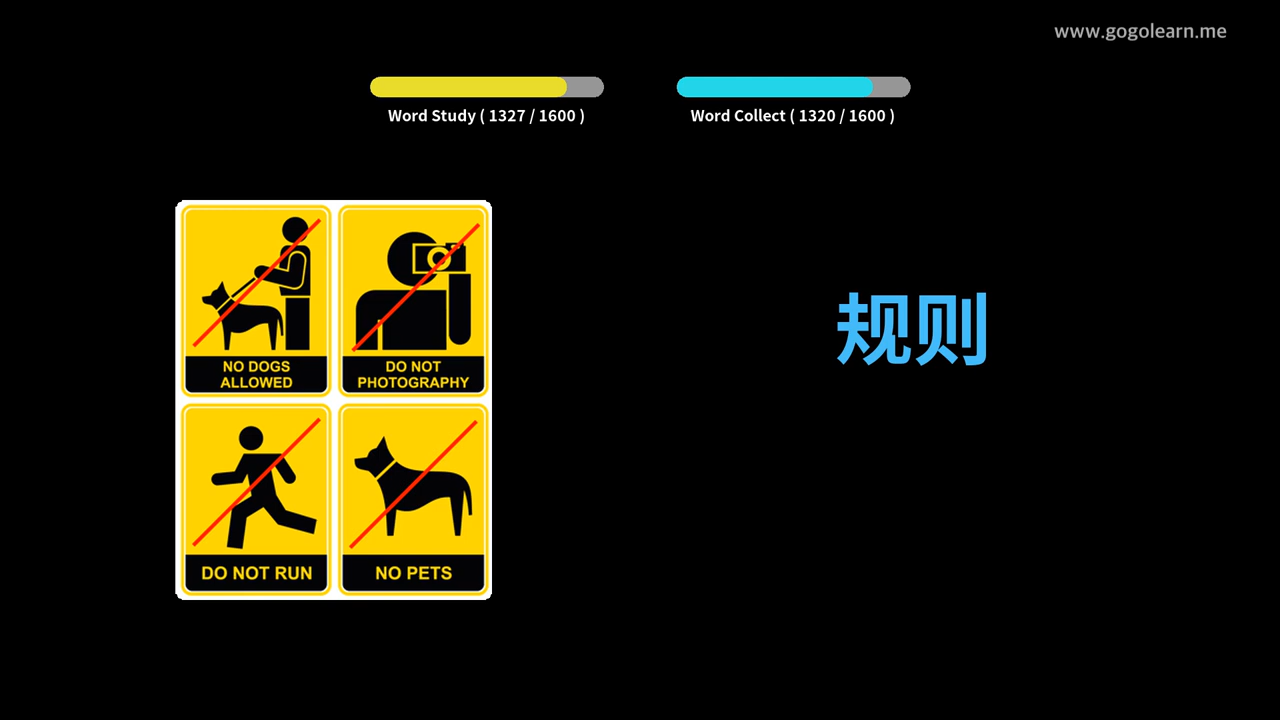 www.gogolearn.me
Word Study ( 1327 / 1600 )
Word Collect ( 1320 / 1600 )
NO DOGS
ALLOWED
DO NOT
PHOTOGRAPHY
规则
DO NOT RUN
NO PETS